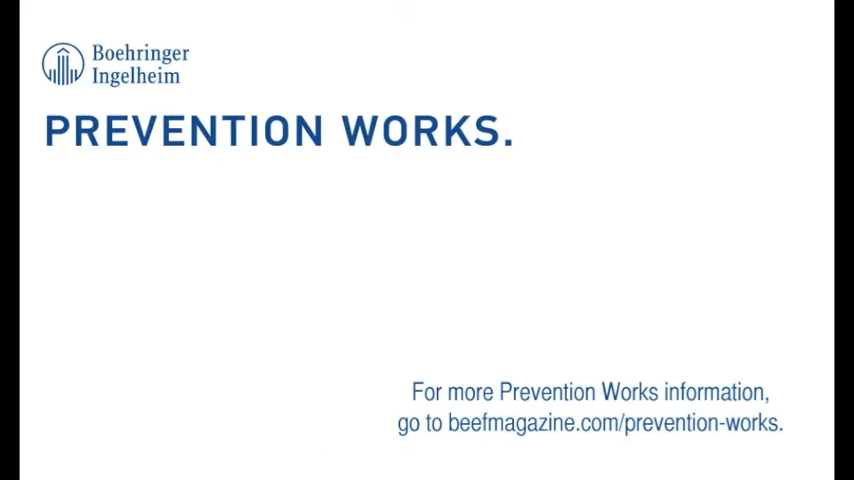 Boehringer
Ingelheim
PREVENTION WORKS.
For more Prevention Works information,
go to beefmagazine.com/prevention-works.